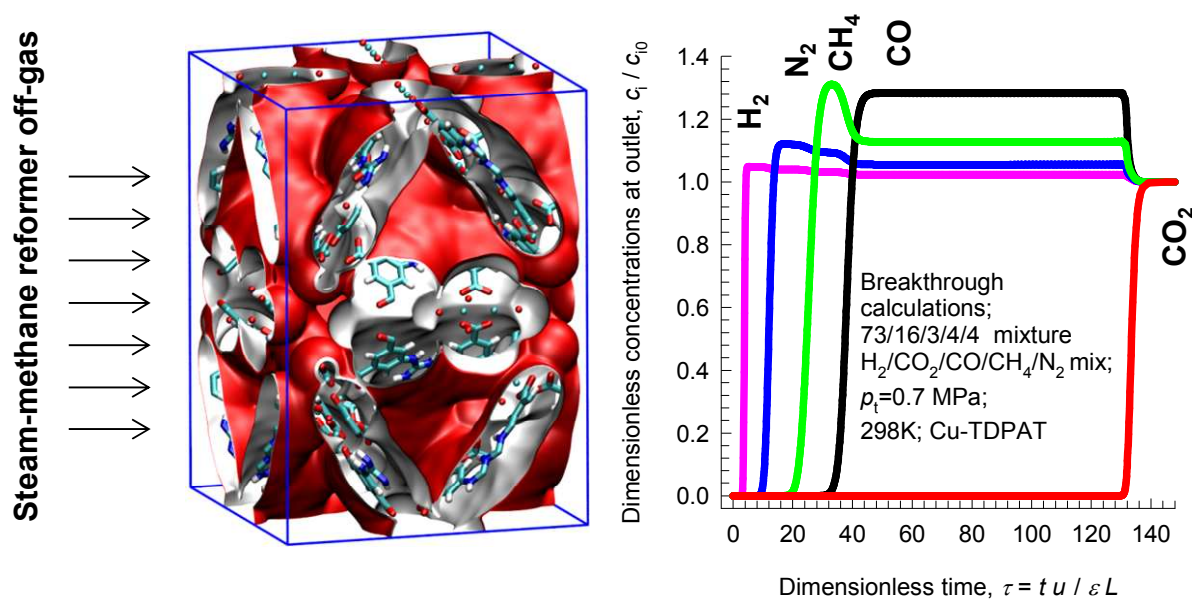 Steam-methane reformer off-gas
Dimensionless concentrations at outlet, cᵢ / cᵢ₀
1.4
1.2
1.0
0.8
0.6
0.4
0.2
0.0
H₂
N₂
CH₄
CO
CO₂
Breakthrough
calculations;
73/16/3/4/4 mixture
H₂/CO₂/CO/CH₄/N₂ mix;
pₜ=0.7 MPa;
298K; Cu-TDPAT
0 20 40 60 80 100 120 140
Dimensionless time, τ = t u / ε L